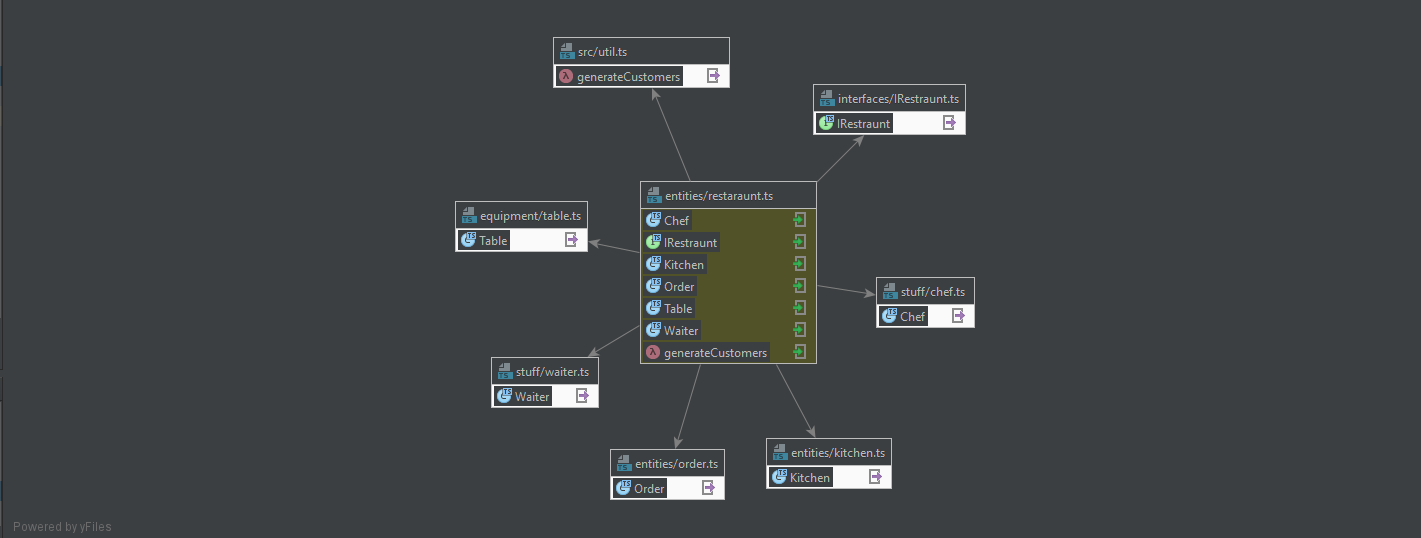 src/util.ts
generateCustomers
interfaces/IRestraunt.ts
IRestraunt
entities/restaraunt.ts
Chef
IRestraunt
Kitchen
Order
Table
Waiter
generateCustomers
equipment/table.ts
Table
stuff/chef.ts
Chef
stuff/waiter.ts
Waiter
entities/order.ts
Order
entities/kitchen.ts
Kitchen
Powered by yFiles